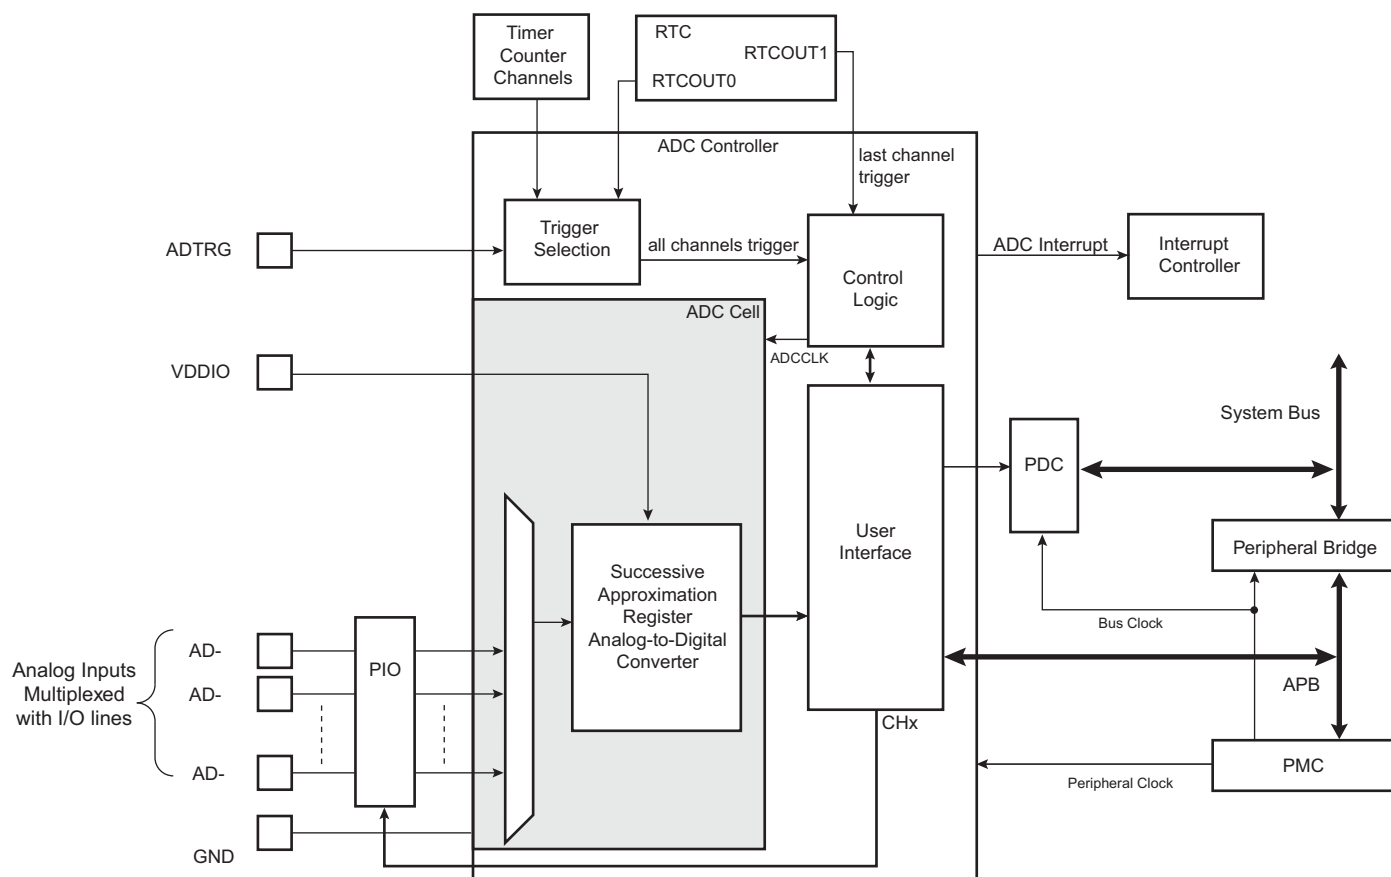 Timer
Counter
Channels
RTC
RTCOUT1
RTCOUT0
ADC Controller
last channel
trigger
ADTRG
Trigger
Selection
all channels trigger
Control
Logic
ADC Interrupt
Interrupt
Controller
ADC Cell
ADCCLK
VDDIO
System Bus
PDC
User
Interface
Peripheral Bridge
Successive
Approximation
Register
Analog-to-Digital
Converter
Bus Clock
Analog Inputs
Multiplexed
with I/O lines
AD-
AD-
AD-
PIO
APB
CHx
PMC
Peripheral Clock
GND